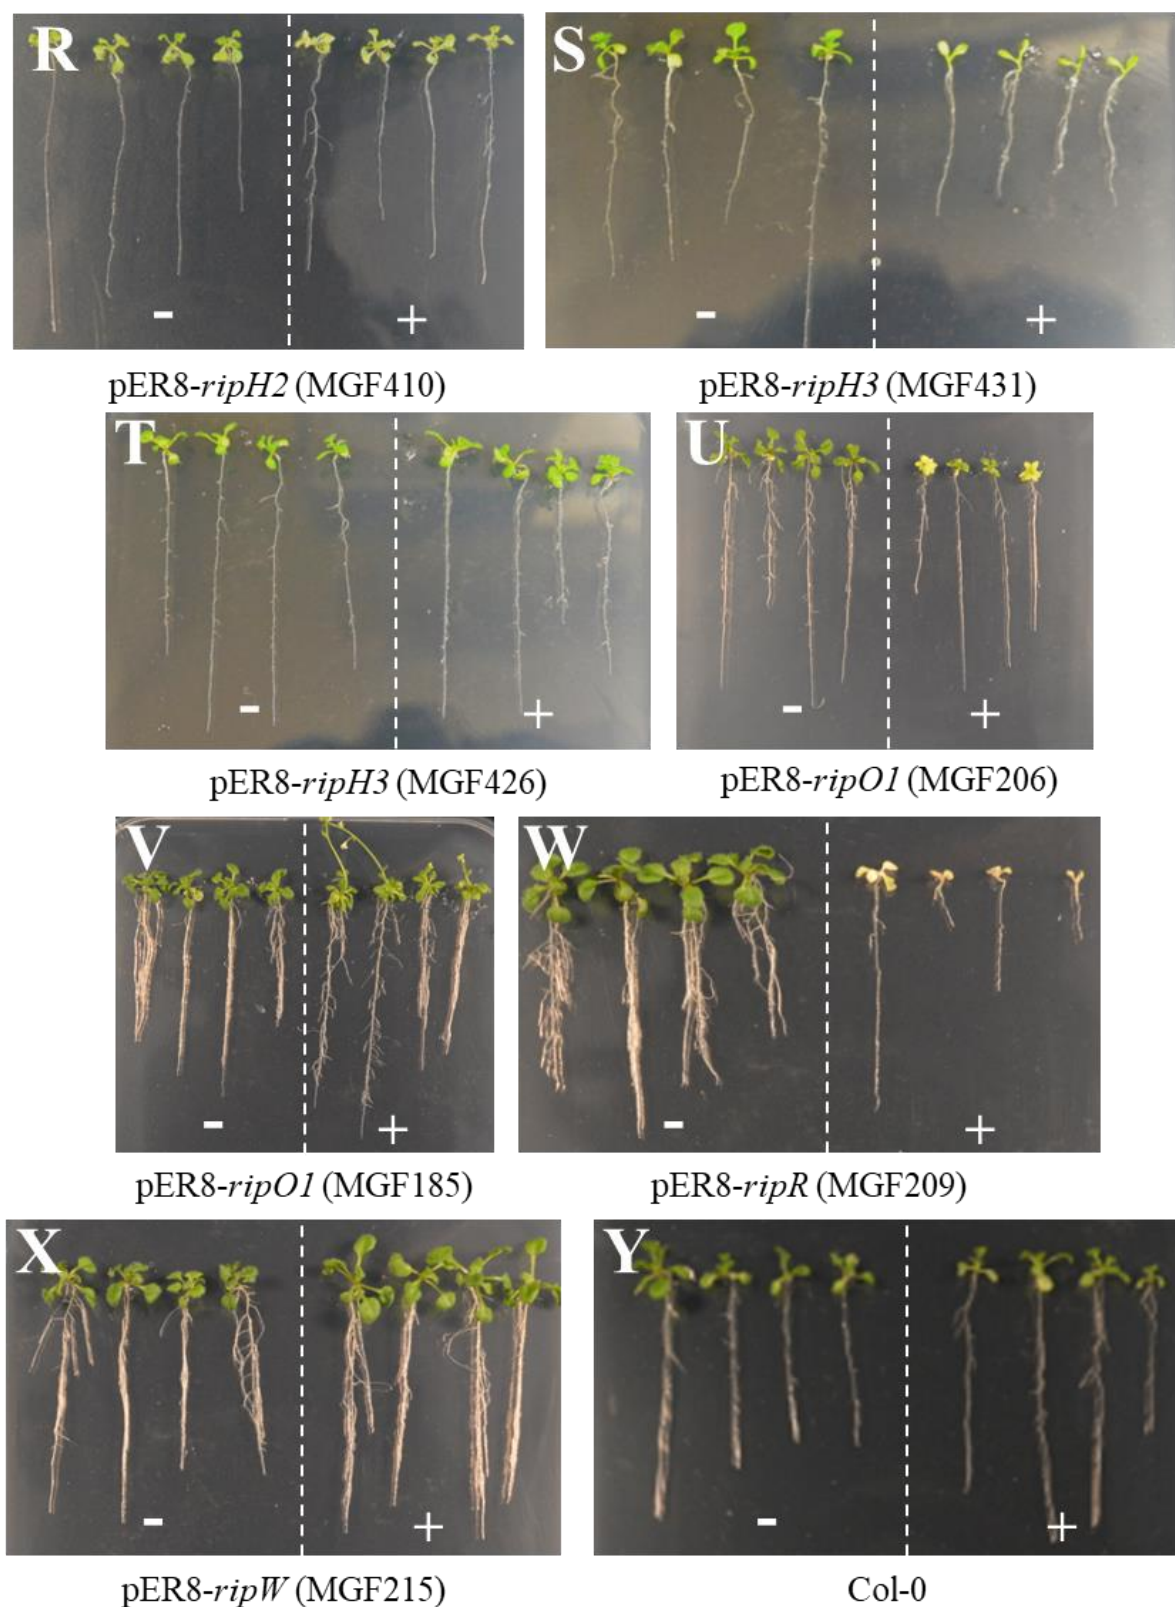 R
S
- +
- +
pER8-ripH2 (MGF410)
pER8-ripH3 (MGF431)
T
U
- +
- +
pER8-ripH3 (MGF426)
pER8-ripO1 (MGF206)
V
W
- +
- +
pER8-ripO1 (MGF185)
pER8-ripR (MGF209)
X
Y
- +
- +
pER8-ripW (MGF215)
Col-0